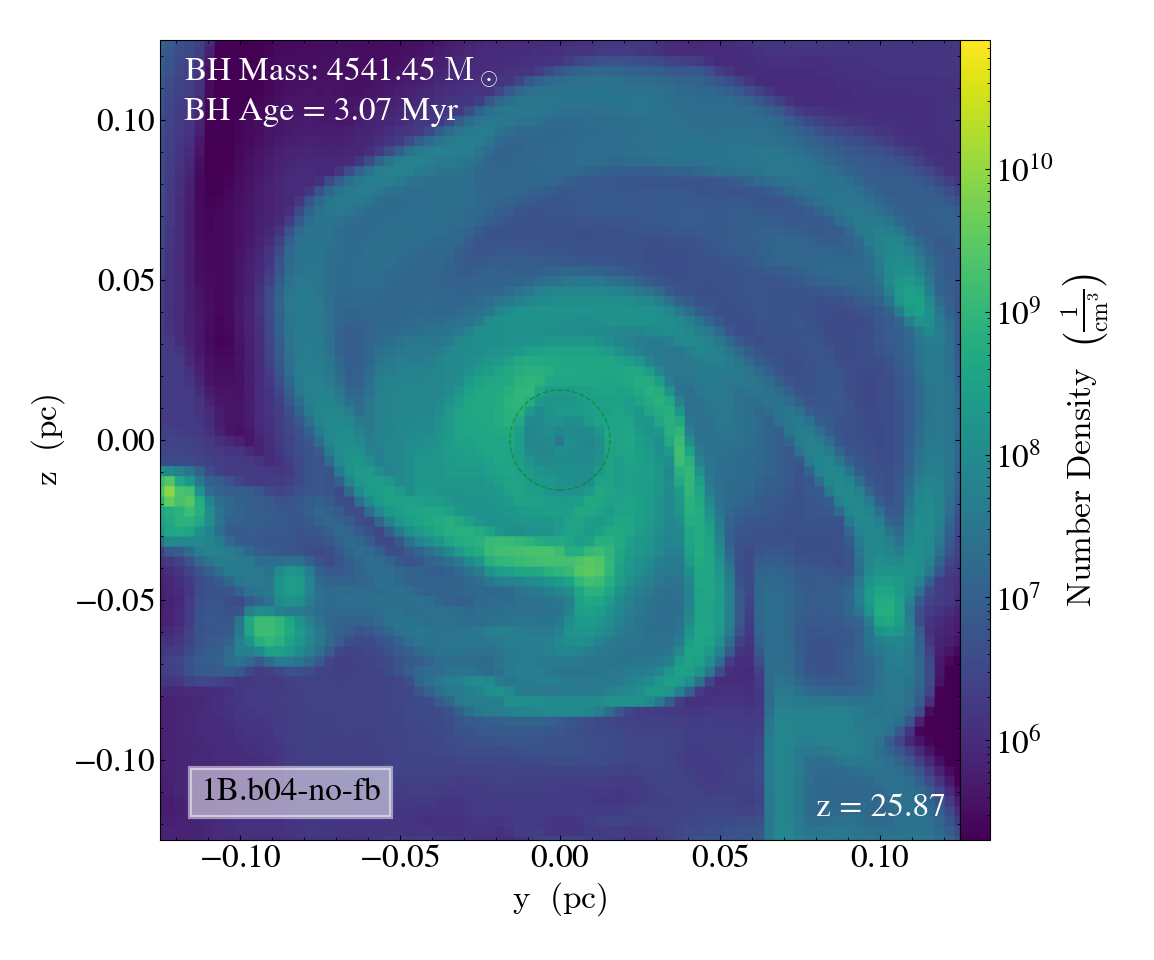 BH Mass: 4541.45 M☉
BH Age = 3.07 Myr
0.10
0.05
0.00
−0.05
−0.10
z (pc)
1B.b04-no-fb
z = 25.87
−0.10 −0.05 0.00 0.05 0.10
y (pc)
10¹⁰
10⁹
10⁸
10⁷
10⁶
Number Density (1/cm³)